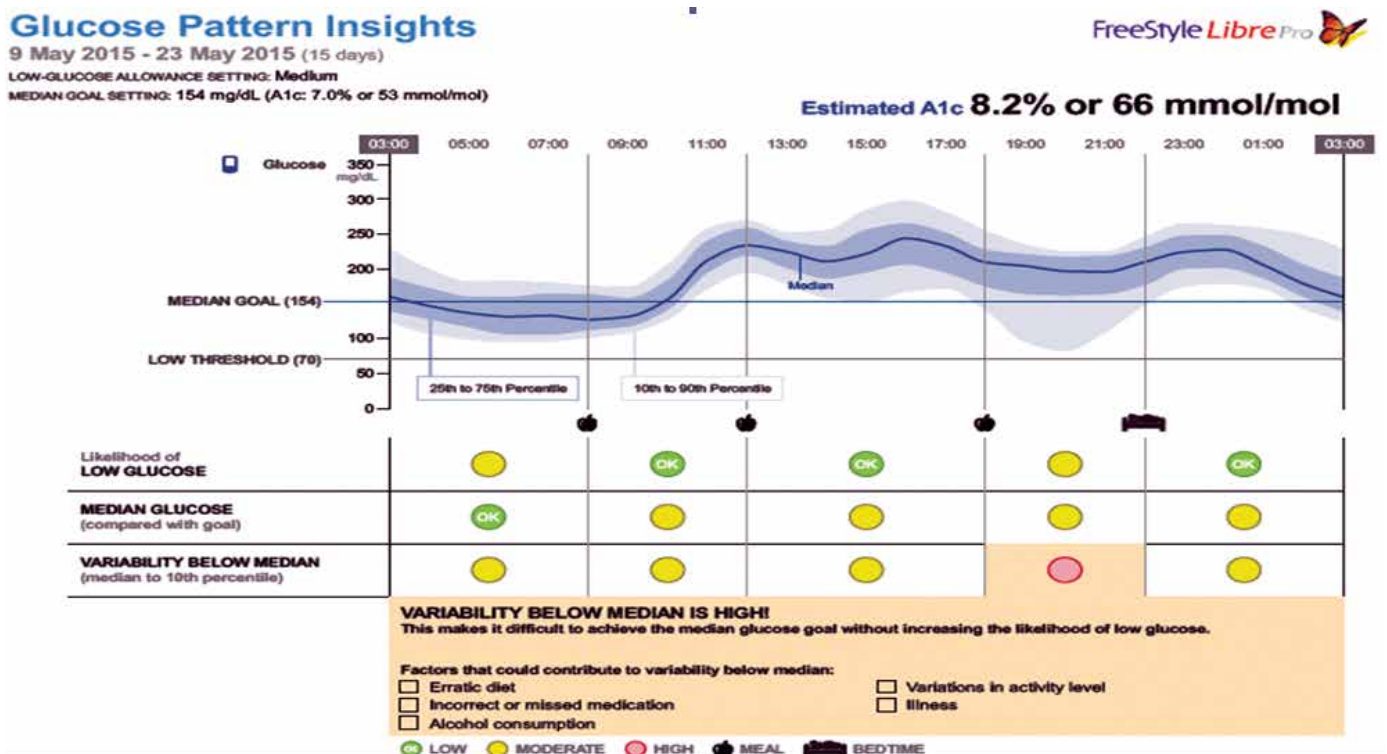 Glucose Pattern Insights
9 May 2015 - 23 May 2015 (15 days)
LOW-GLUCOSE ALLOWANCE SETTING: Medium
MEDIAN GOAL SETTING: 154 mg/dL (A1c: 7.0% or 53 mmol/mol)
FreeStyle Libre Pro
Estimated A1c 8.2% or 66 mmol/mol
03:00 05:00 07:00 09:00 11:00 13:00 15:00 17:00 19:00 21:00 23:00 01:00 03:00
Glucose 350
mg/dL
300
250
200
Median
MEDIAN GOAL (154)
100
LOW THRESHOLD (70)
50
25th to 75th Percentile 10th to 90th Percentile
0
Likelihood of
LOW GLUCOSE
OK OK OK
MEDIAN GLUCOSE
(compared with goal)
OK
VARIABILITY BELOW MEDIAN
(median to 10th percentile)
VARIABILITY BELOW MEDIAN IS HIGH!
This makes it difficult to achieve the median glucose goal without increasing the likelihood of low glucose.
Factors that could contribute to variability below median:
Erratic diet
Incorrect or missed medication
Alcohol consumption
Variations in activity level
Illness
OK LOW MODERATE HIGH MEAL BEDTIME